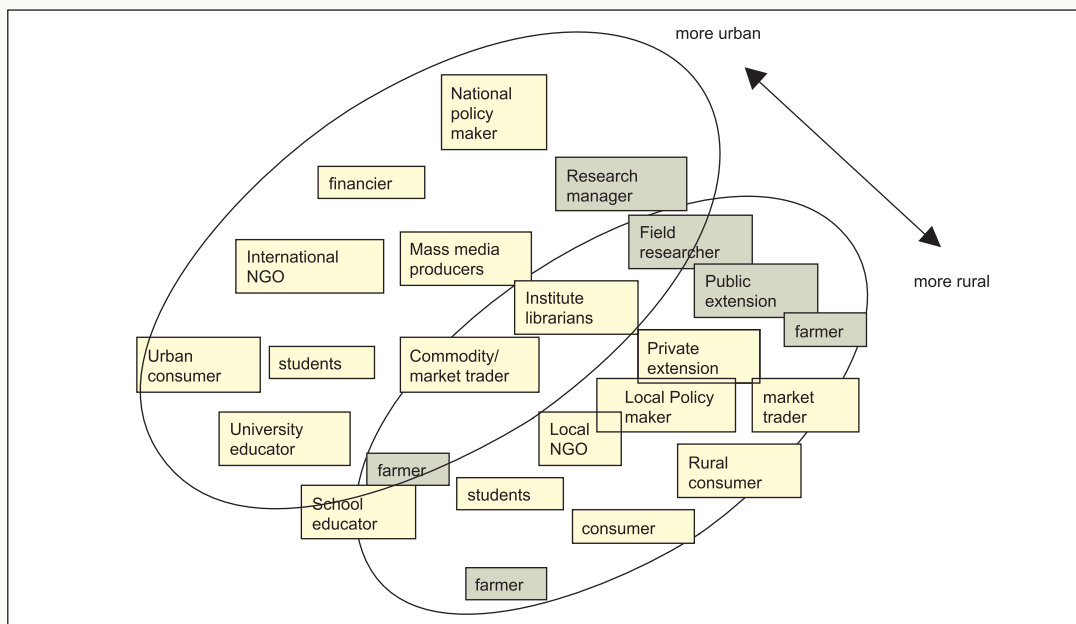 more urban
National
policy
maker
financier
Research
manager
Field
researcher
International
NGO
Mass media
producers
Public
extension
more rural
Institute
librarians
farmer
Urban
consumer
students
Commodity/
market trader
Private
extension
Local Policy
maker
market
trader
University
educator
Local
NGO
Rural
consumer
farmer
School
educator
students
consumer
farmer